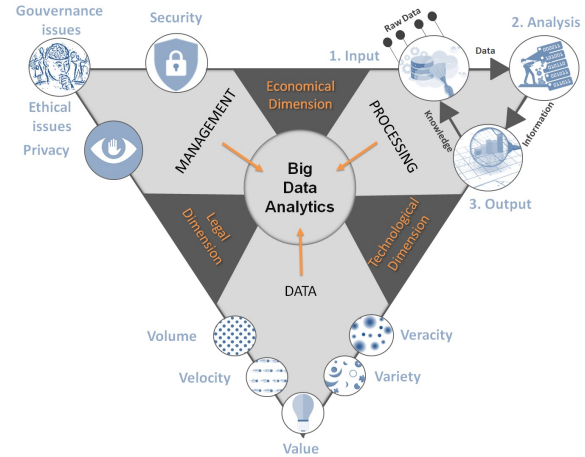 Gouvernance
issues
Security
Raw Data
1. Input
2. Analysis
Data
Ethical
issues
Privacy
Economical
Dimension
MANAGEMENT
PROCESSING
Knowledge
Information
Big
Data
Analytics
3. Output
Legal
Dimension
Technological
Dimension
DATA
Volume
Veracity
Velocity
Variety
Value